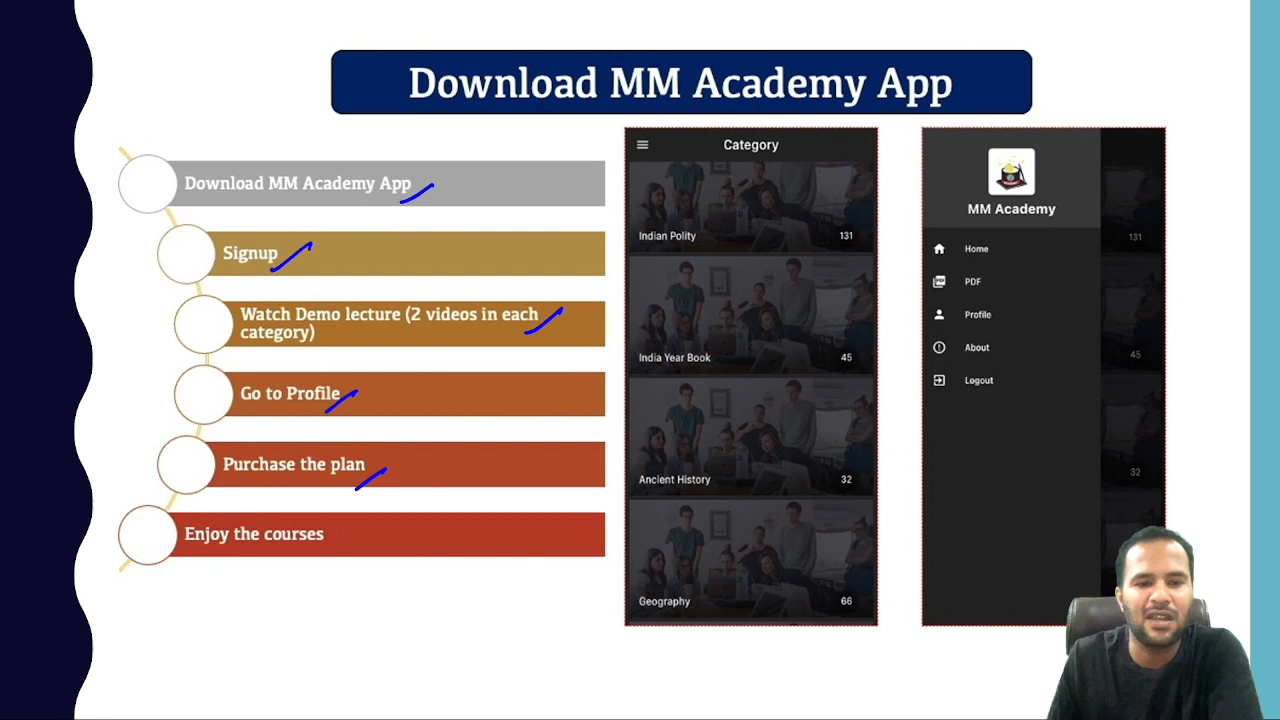 Download MM Academy App
Download MM Academy App
Signup
Watch Demo lecture (2 videos in each
category)
Go to Profile
Purchase the plan
Enjoy the courses
Category
Indian Polity 131
India Year Book 45
Ancient History 32
Geography 66
MM Academy
Home
PDF
Profile
About
Logout
131
45
32